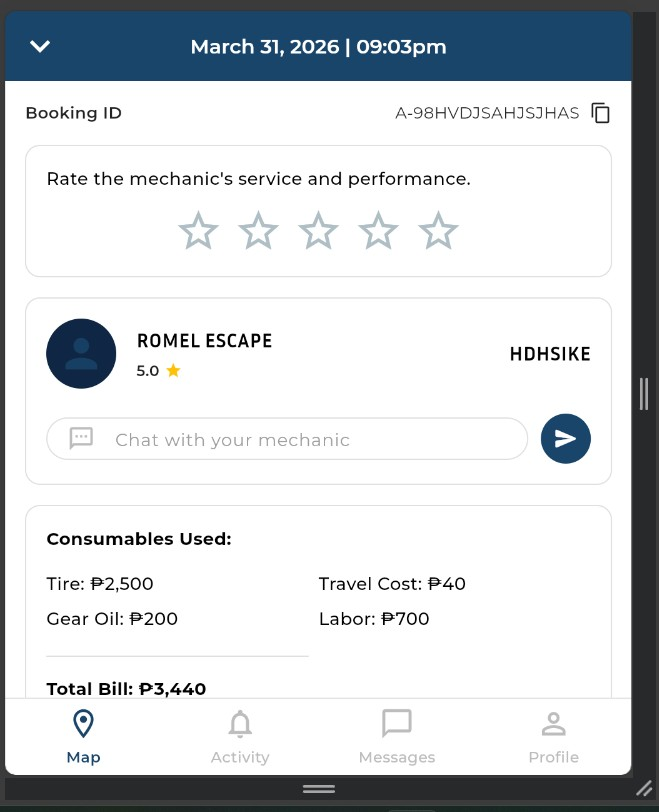 March 31, 2026 | 09:03pm
Booking ID A-98HVDJSAHJSJHAS
Rate the mechanic's service and performance.
ROMEL ESCAPE
5.0
HDHSIKE
Chat with your mechanic
Consumables Used:
Tire: ₱2,500 Travel Cost: ₱40
Gear Oil: ₱200 Labor: ₱700
Total Bill: ₱3,440
Map Activity Messages Profile